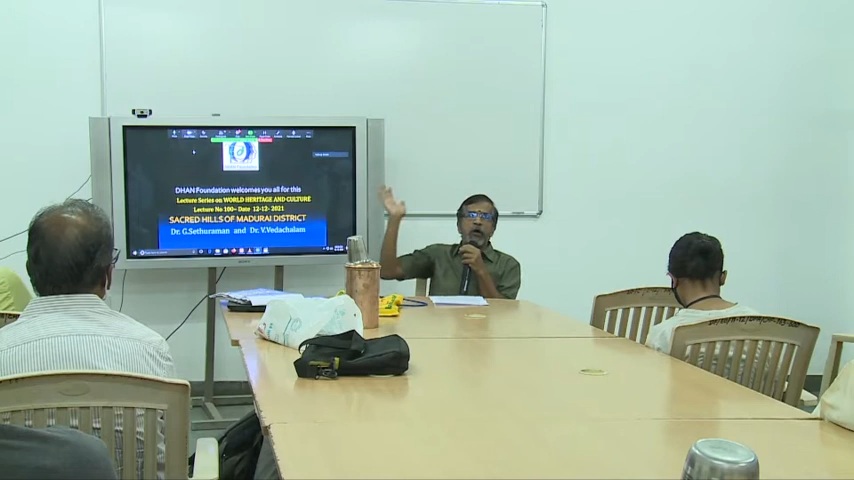 DHAN Foundation welcomes you all for this
Lecture Series on WORLD HERITAGE AND CULTURE
Lecture No 100- Date 12-12- 2021
SACRED HILLS OF MADURAI DISTRICT
Dr.G.Sethuraman and Dr.V.Vedachalam